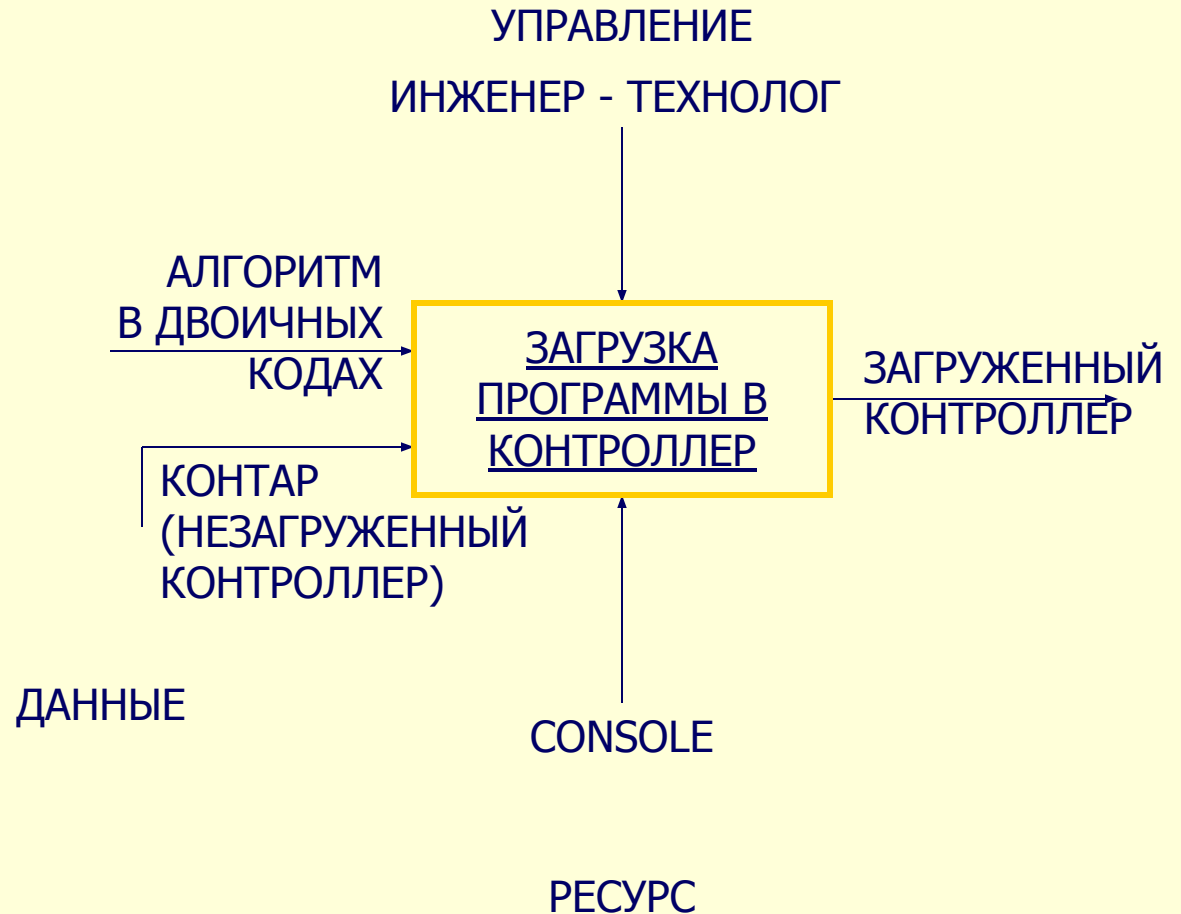 УПРАВЛЕНИЕ
ИНЖЕНЕР - ТЕХНОЛОГ
АЛГОРИТМ
В ДВОИЧНЫХ
КОДАХ
ЗАГРУЗКА
ПРОГРАММЫ В
КОНТРОЛЛЕР
ЗАГРУЖЕННЫЙ
КОНТРОЛЛЕР
КОНТАР
(НЕЗАГРУЖЕННЫЙ
КОНТРОЛЛЕР)
ДАННЫЕ
CONSOLE
РЕСУРС